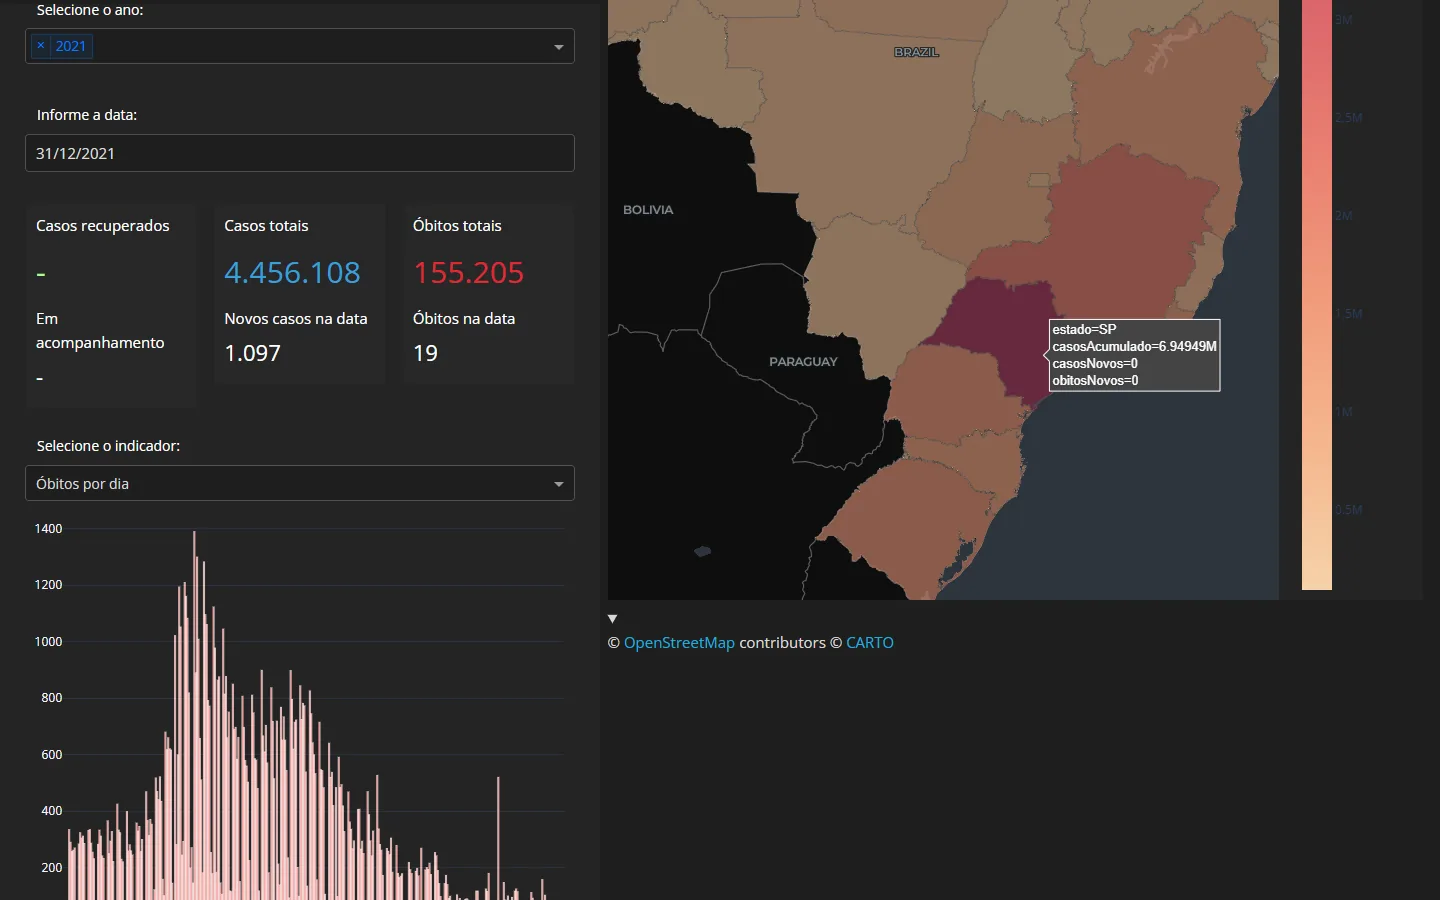 Selecione o ano:
× 2021
Informe a data:
31/12/2021
Casos recuperados
-
Em
acompanhamento
-
Casos totais
4.456.108
Novos casos na data
1.097
Óbitos totais
155.205
Óbitos na data
19
Selecione o indicador:
Óbitos por dia
1400
1200
1000
800
600
400
200
BRAZIL
BOLIVIA
PARAGUAY
estado=SP
casosAcumulado=6.94949M
casosNovos=0
obitosNovos=0
3M
2.5M
2M
1.5M
1M
0.5M
© OpenStreetMap contributors © CARTO